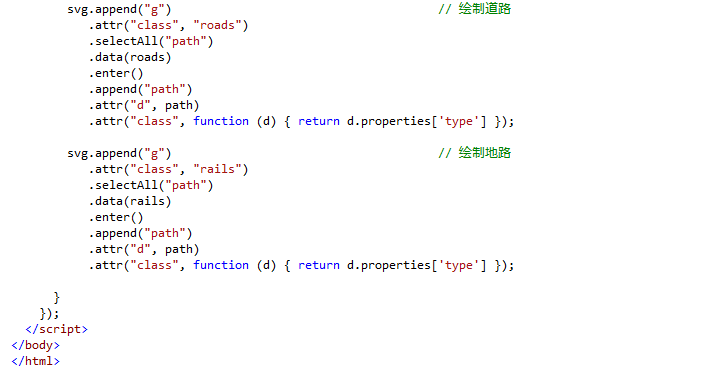 svg.append("g") // 绘制道路
.attr("class", "roads")
.selectAll("path")
.data(roads)
.enter()
.append("path")
.attr("d", path)
.attr("class", function (d) { return d.properties['type'] });
svg.append("g") // 绘制地路
.attr("class", "rails")
.selectAll("path")
.data(rails)
.enter()
.append("path")
.attr("d", path)
.attr("class", function (d) { return d.properties['type'] });
}
});
</script>
</body>
</html>